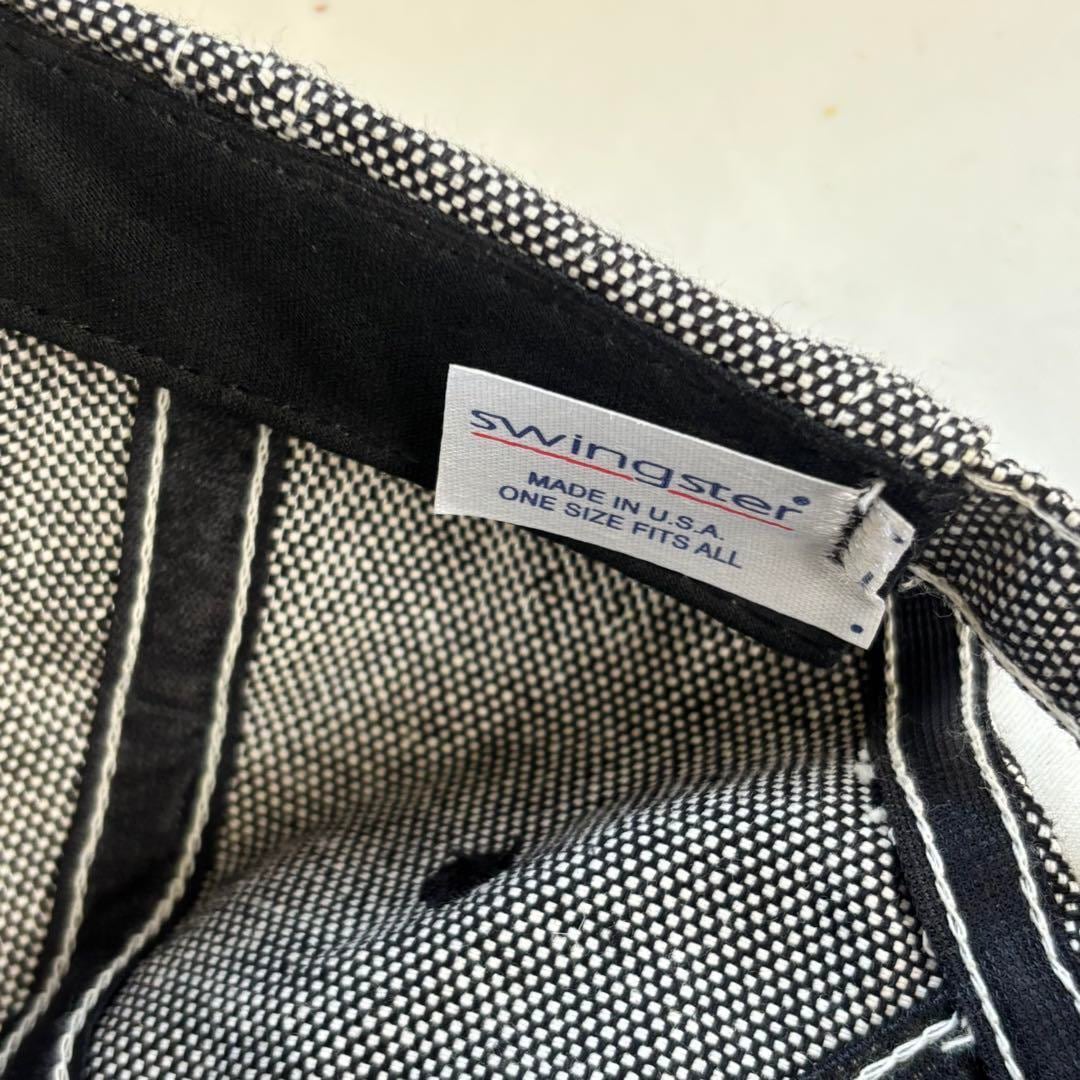 swingster®
MADE IN U.S.A.
ONE SIZE FITS ALL